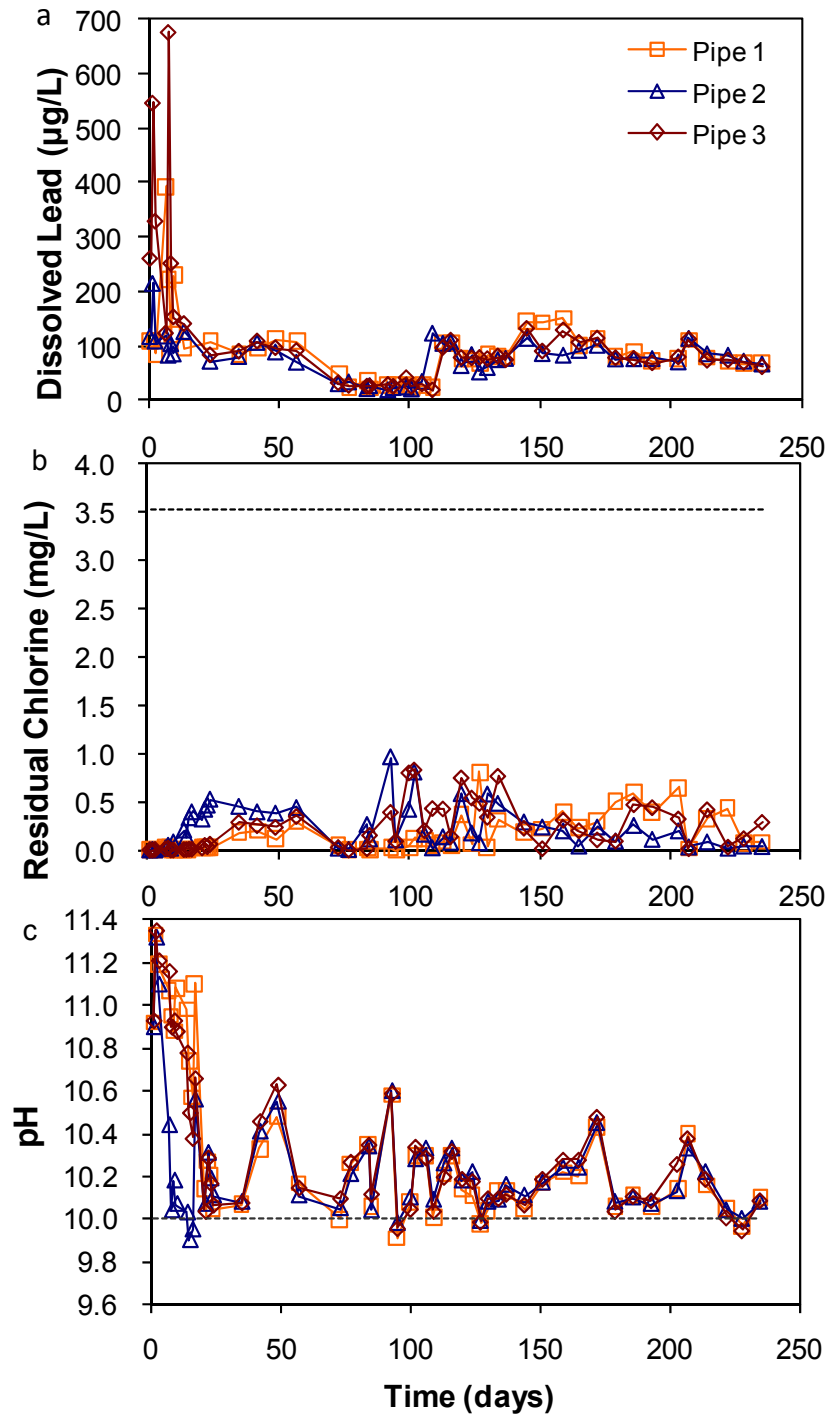 a
Dissolved Lead (µg/L)
700
600
500
400
300
200
100
0
Pipe 1
Pipe 2
Pipe 3
0 50 100 150 200 250
b
Residual Chlorine (mg/L)
4.0
3.5
3.0
2.5
2.0
1.5
1.0
0.5
0.0
0 50 100 150 200 250
c
pH
11.4
11.2
11.0
10.8
10.6
10.4
10.2
10.0
9.8
9.6
0 50 100 150 200 250
Time (days)